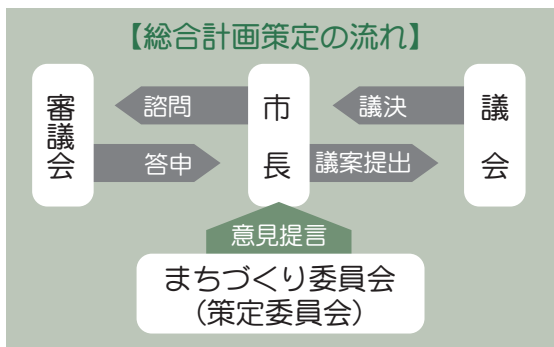 【総合計画策定の流れ】
審議会
諮問
市長
議決
議会
答申
議案提出
意見提言
まちづくり委員会
(策定委員会)